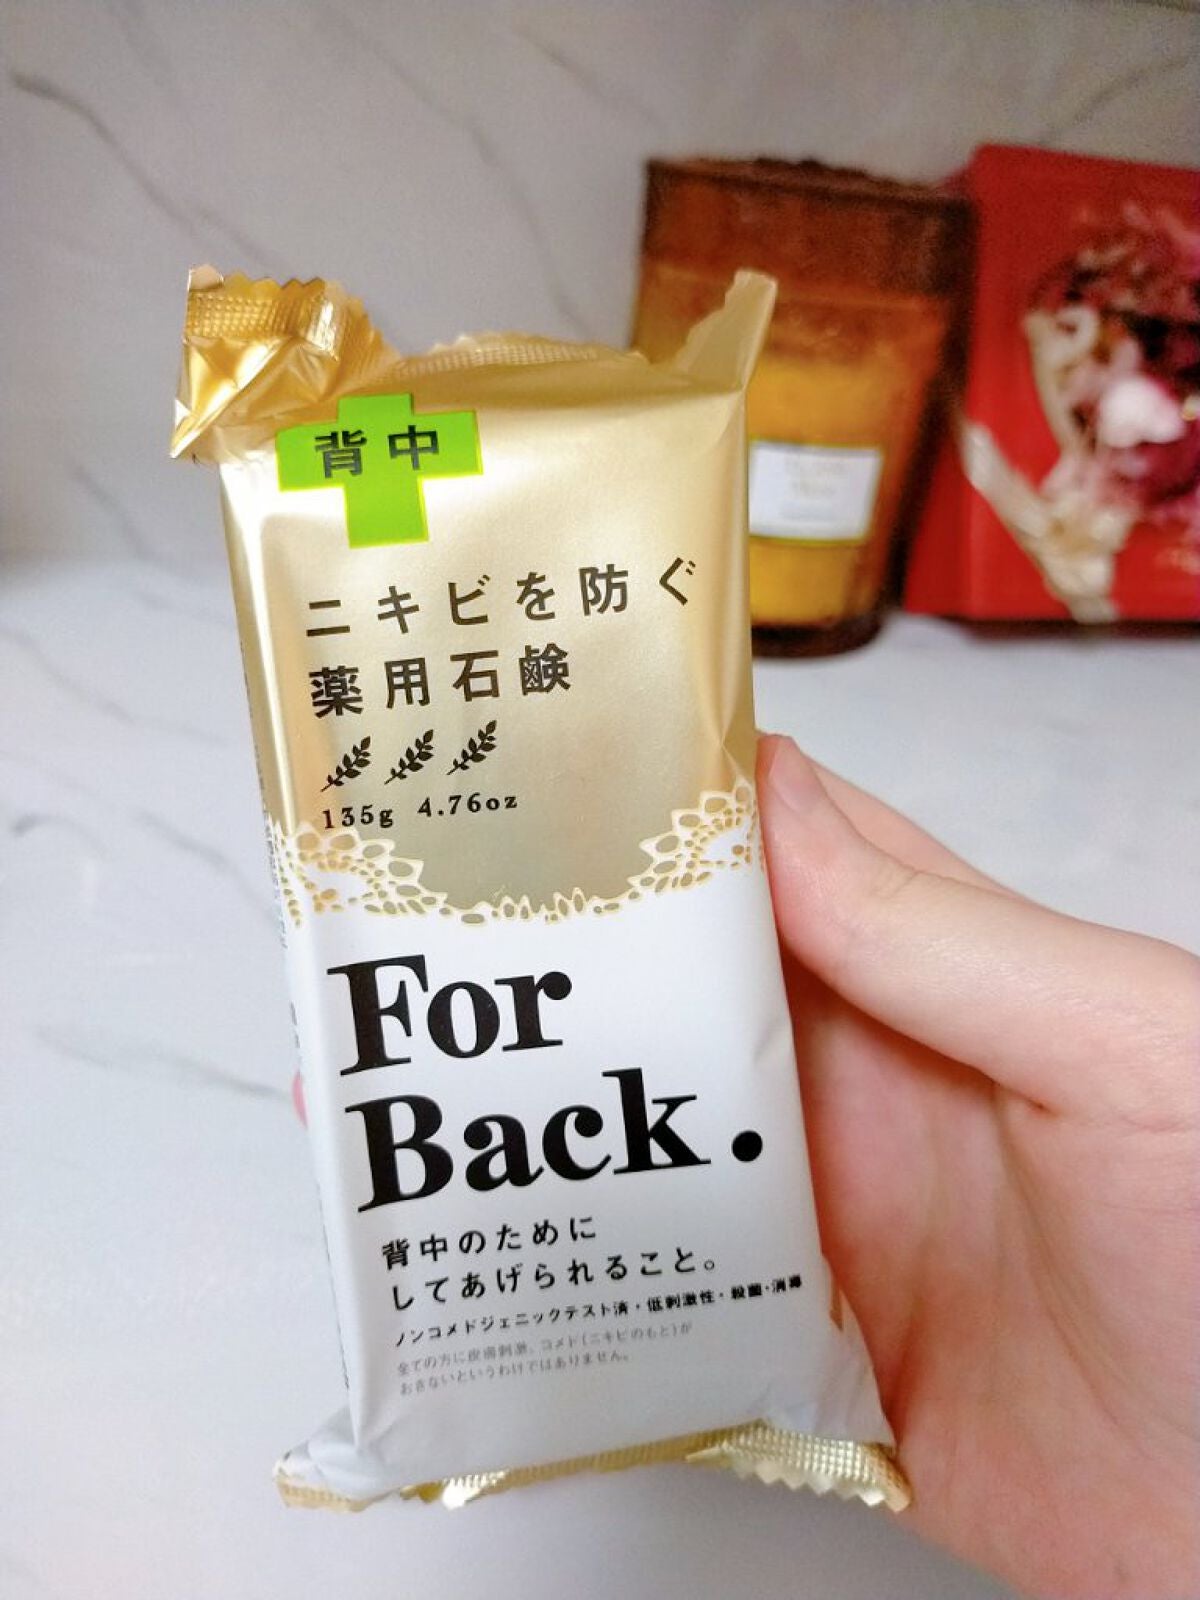 背中
ニキビを防ぐ
薬用石鹸
135g 4.76oz
For
Back.
背中のために
してあげられること。
ノンコメドジェニックテスト済・低刺激性・殺菌・消毒
全ての方に皮膚刺激、コメド(ニキビのもと)が
おきないというわけではありません。